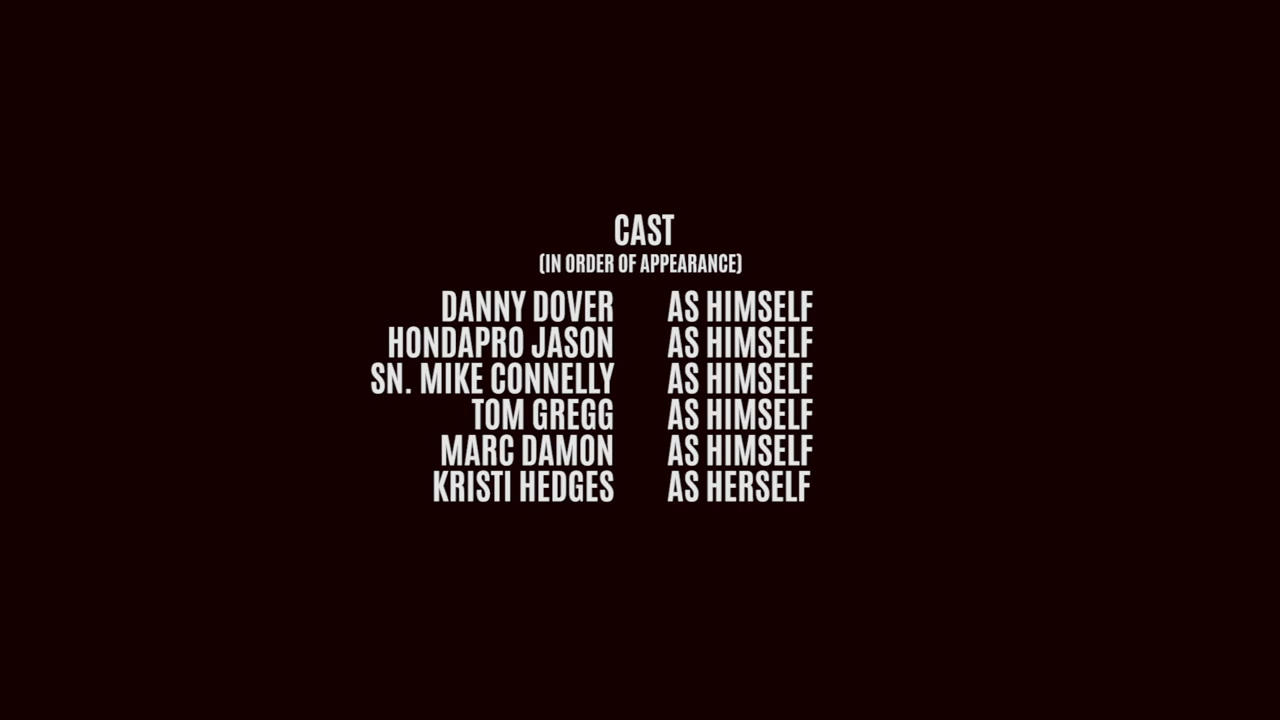 CAST
(IN ORDER OF APPEARANCE)
DANNY DOVER AS HIMSELF
HONDAPRO JASON AS HIMSELF
SN. MIKE CONNELLY AS HIMSELF
TOM GREGG AS HIMSELF
MARC DAMON AS HIMSELF
KRISTI HEDGES AS HERSELF